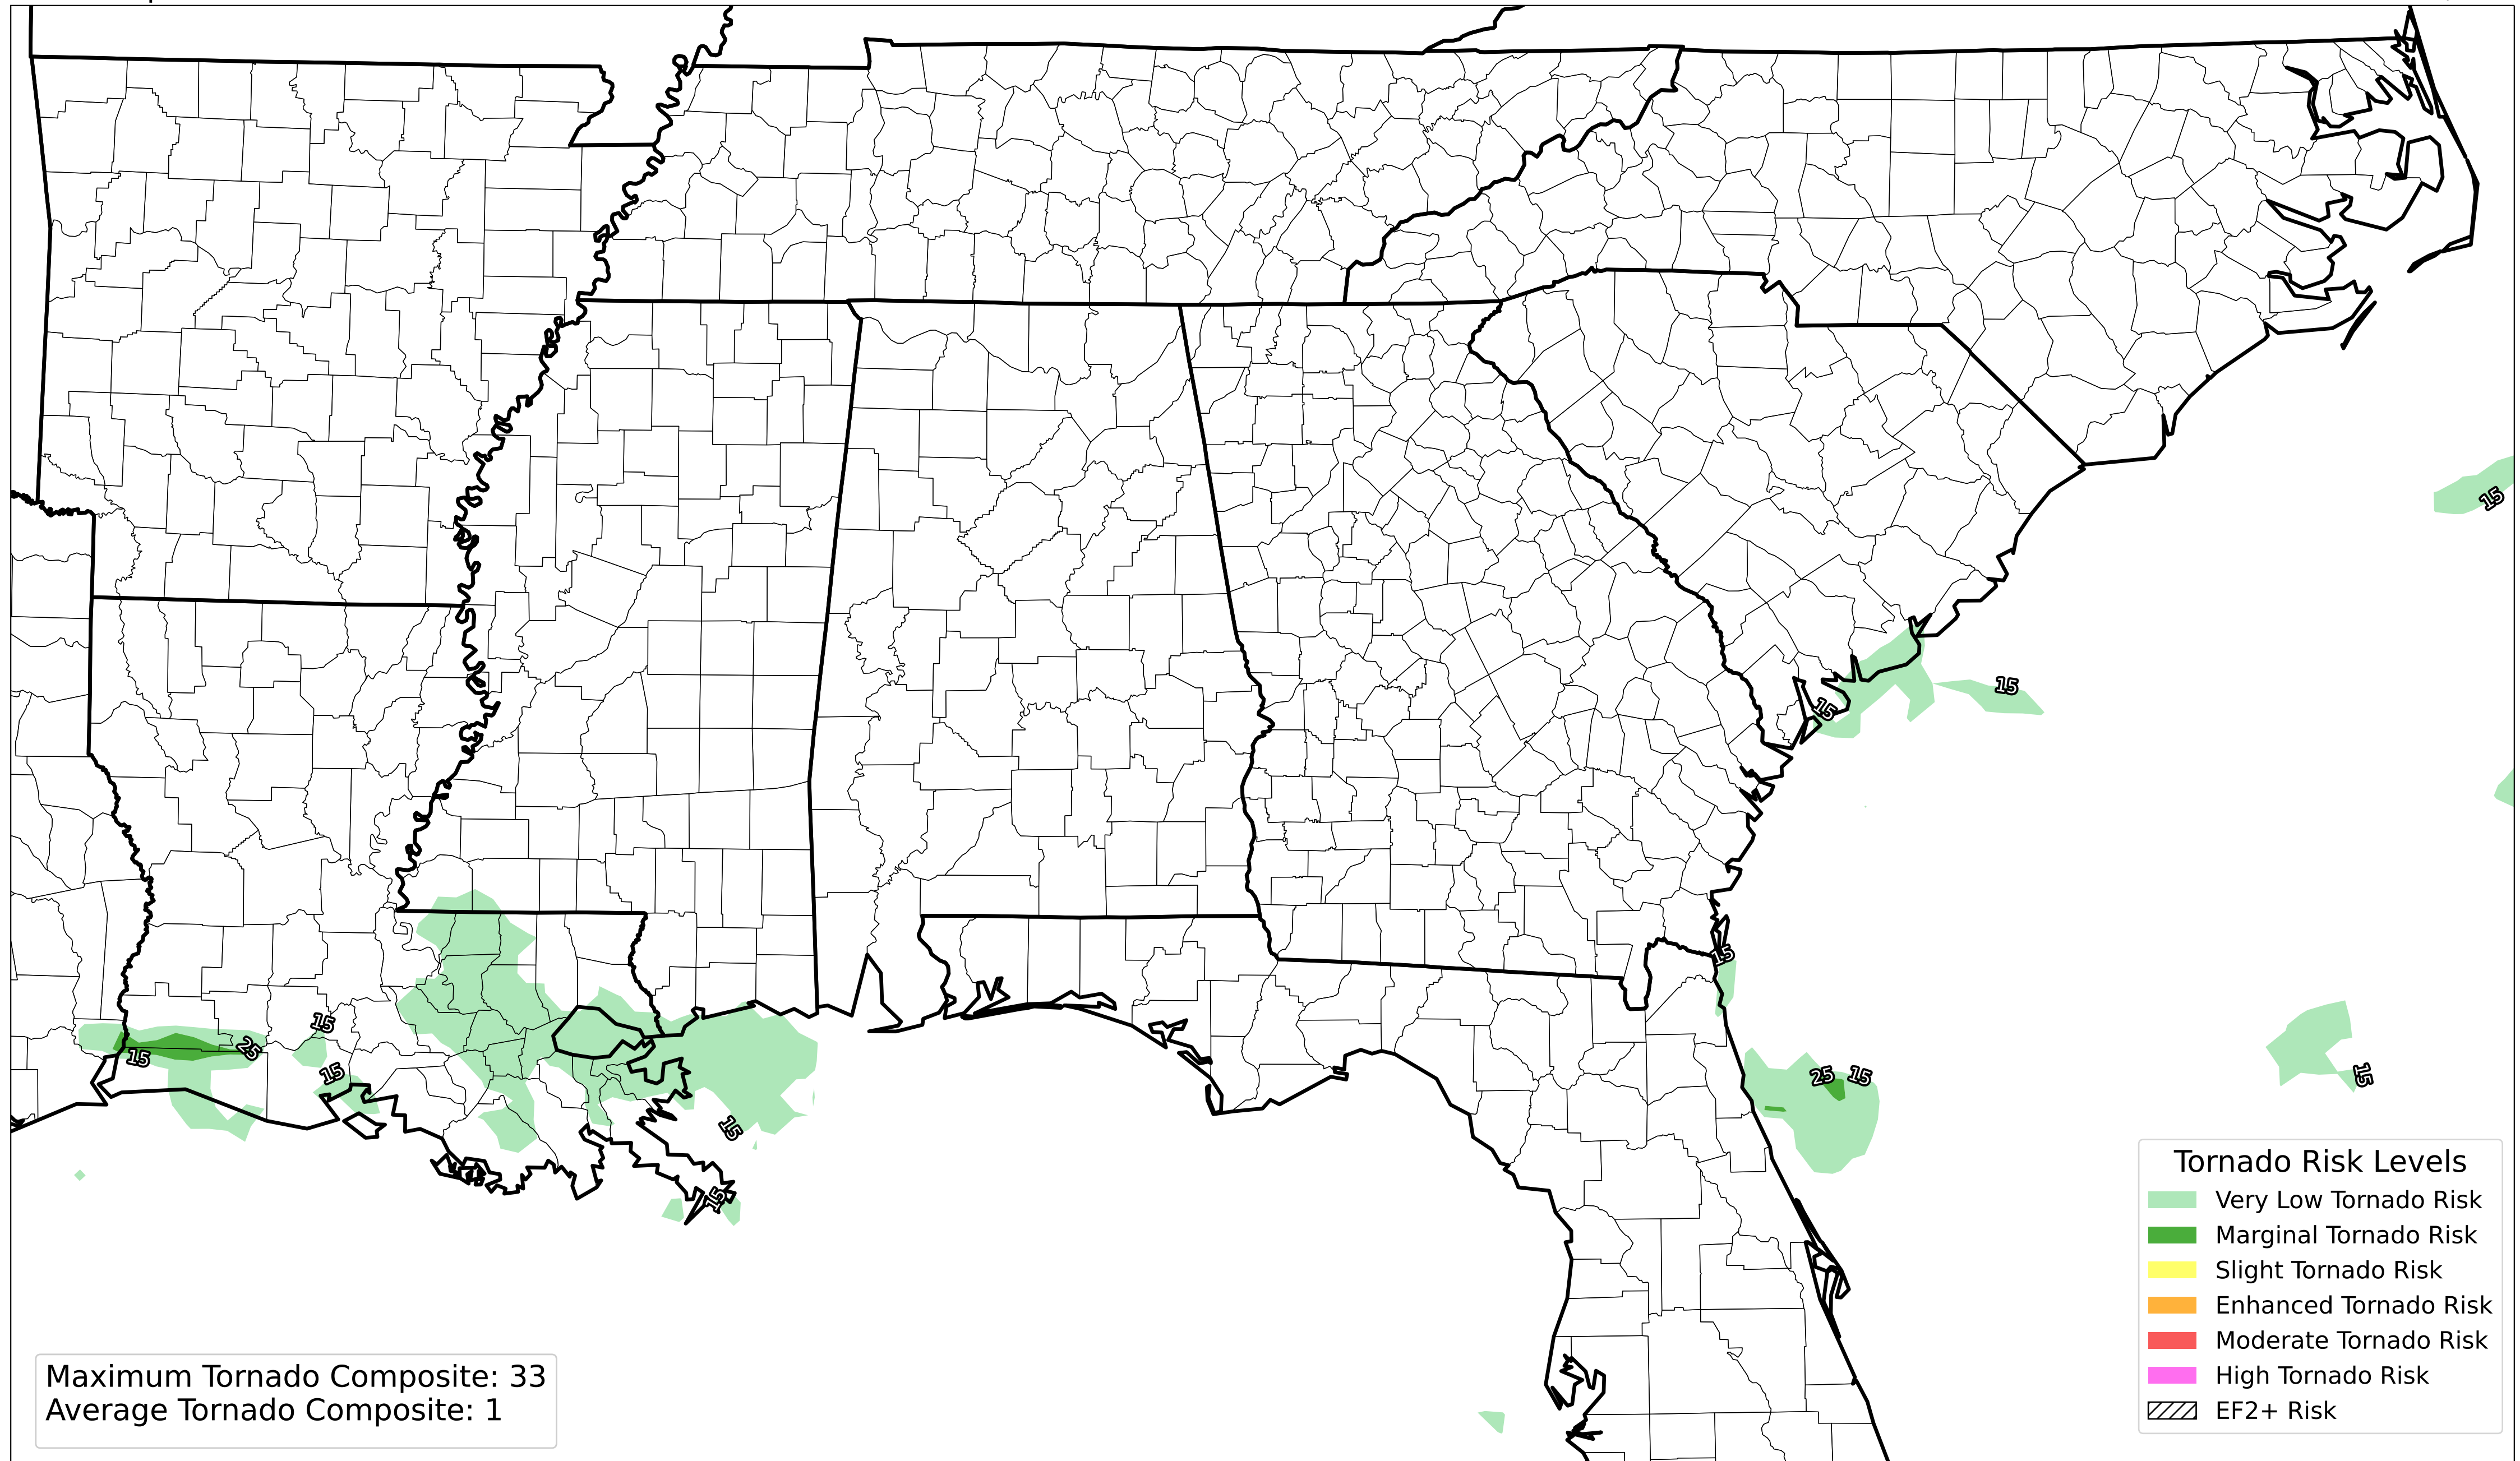 15
15
15
15
15
15
25
15
15
25
15
15
15
15
Tornado Risk Levels
Very Low Tornado Risk
Marginal Tornado Risk
Slight Tornado Risk
Enhanced Tornado Risk
Moderate Tornado Risk
High Tornado Risk
EF2+ Risk
Maximum Tornado Composite: 33
Average Tornado Composite: 1